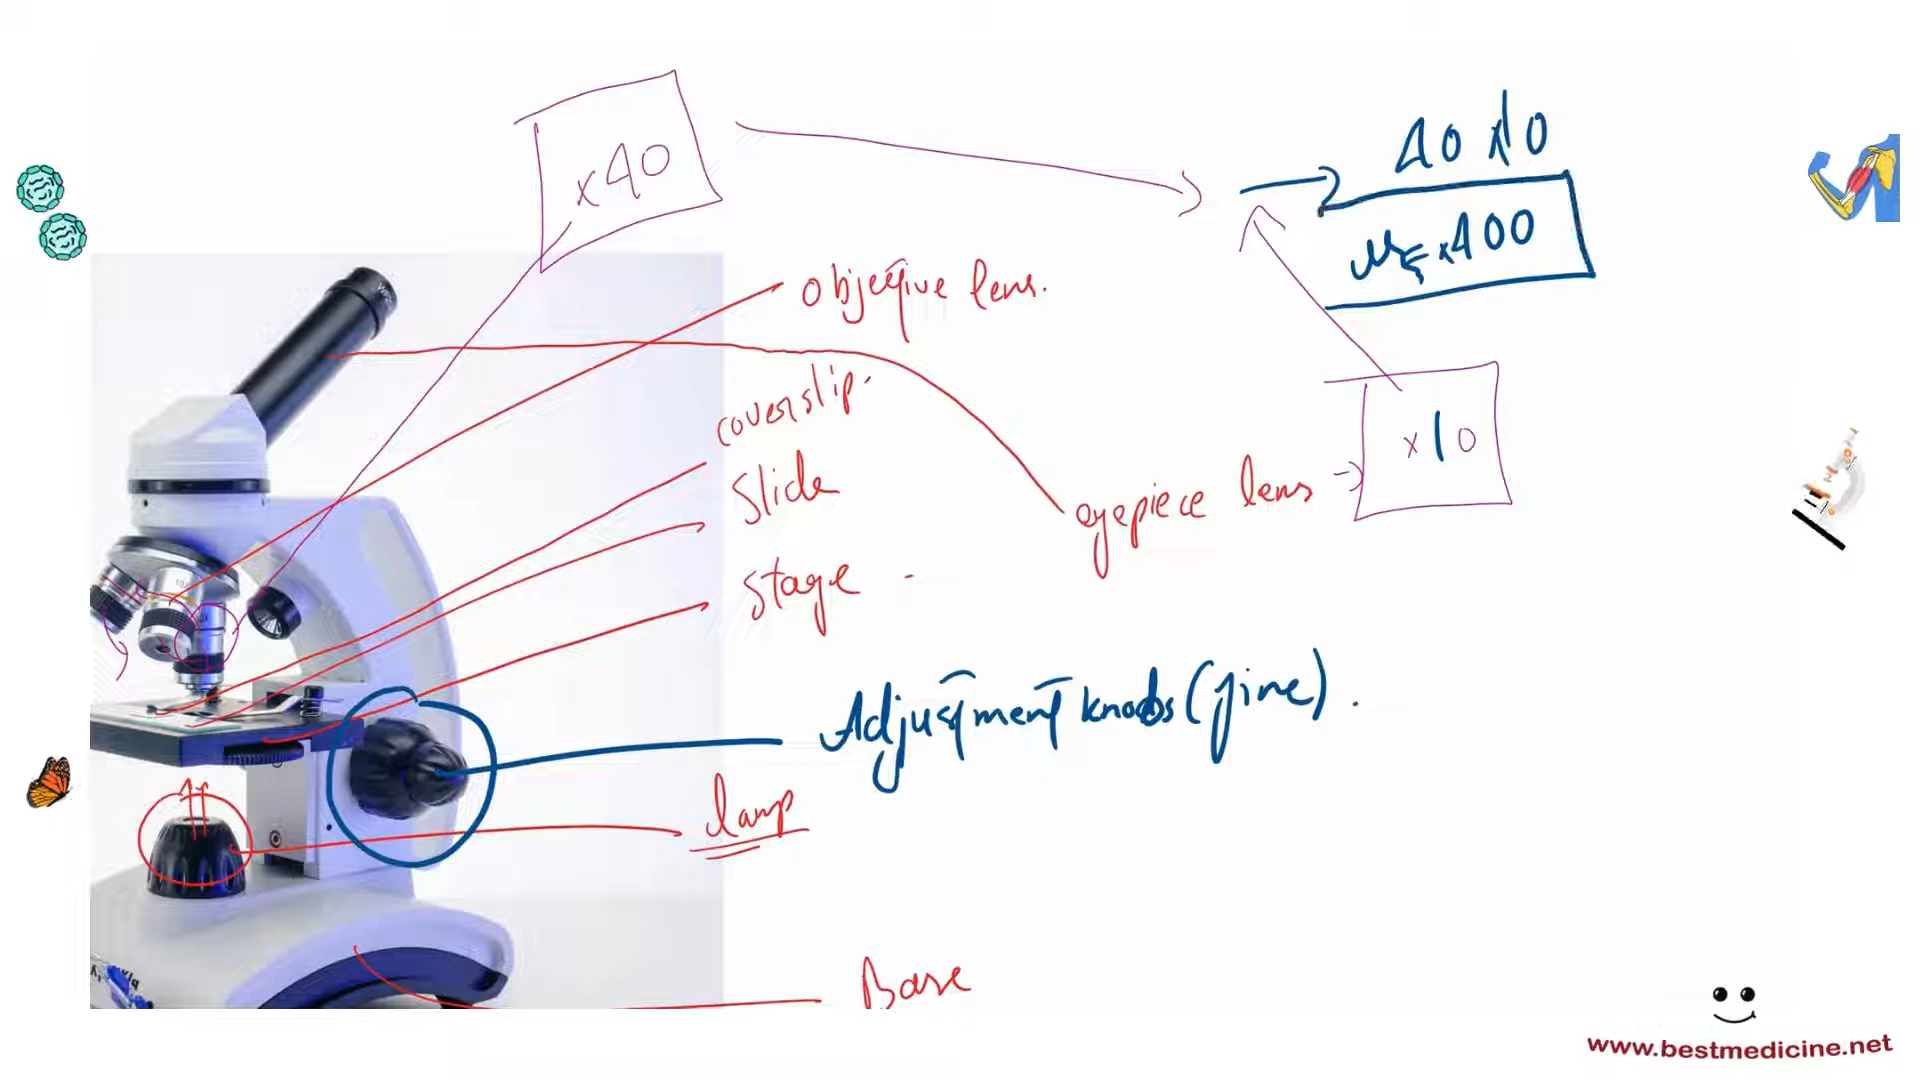 x40
40 x10
x400
objective lens.
coverslip.
Slide
eyepiece lens
x10
stage
Adjustment knobs (fine).
lamp
Base
www.bestmedicine.net